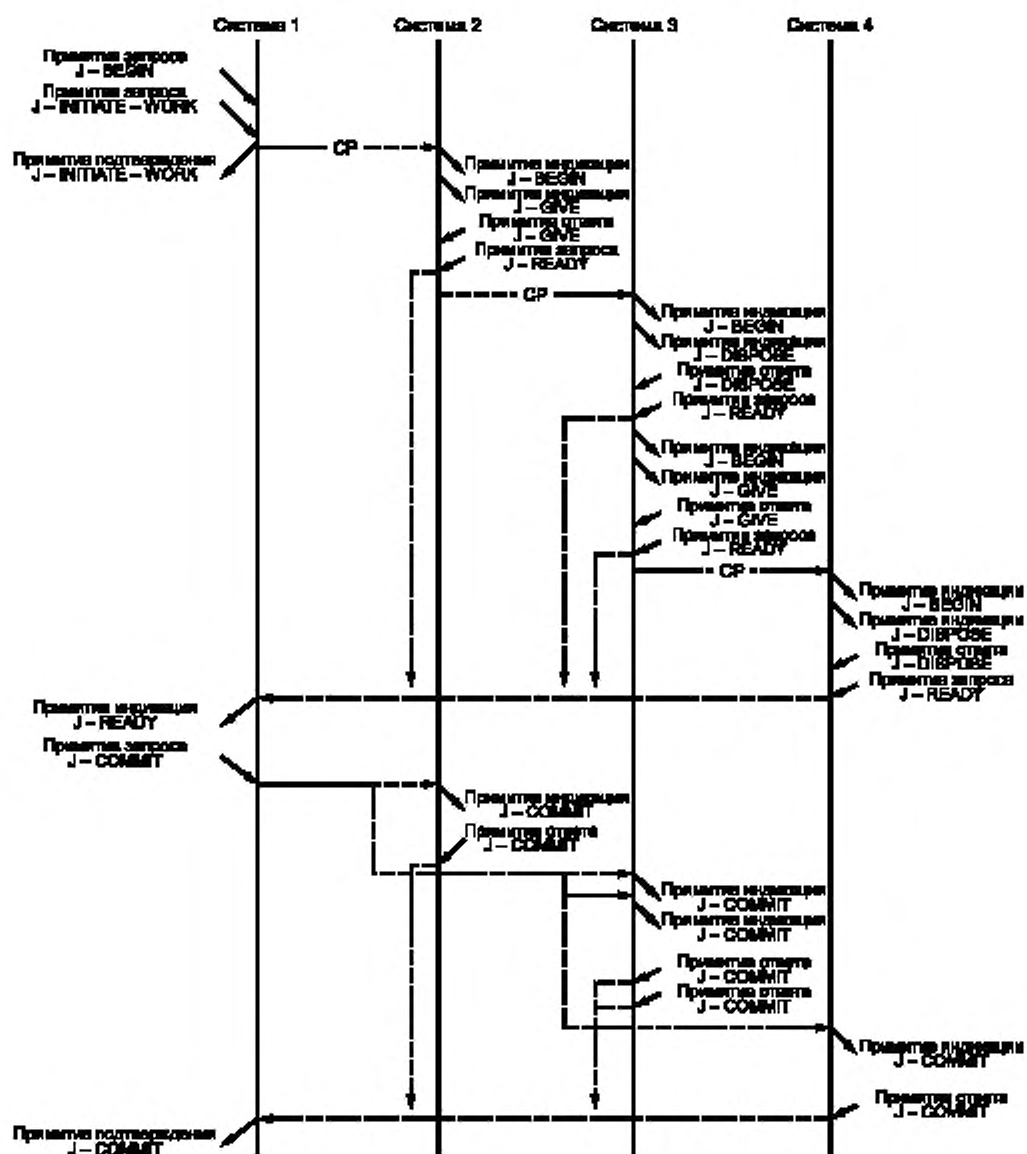 Система 1
Система 2
Система 3
Система 4
Примитив запроса
J – BEGIN
Примитив запроса
J – INITIATE – WORK
Примитив подтверждения
J – INITIATE – WORK
CP
Примитив индикации
J – BEGIN
Примитив индикации
J – GIVE
Примитив ответа
J – GIVE
Примитив запроса
J – READY
CP
Примитив индикации
J – BEGIN
Примитив индикации
J – DISPOSE
Примитив ответа
J – DISPOSE
Примитив запроса
J – READY
Примитив индикации
J – BEGIN
Примитив индикации
J – GIVE
Примитив ответа
J – GIVE
Примитив запроса
J – READY
CP
Примитив индикации
J – BEGIN
Примитив индикации
J – DISPOSE
Примитив ответа
J – DISPOSE
Примитив запроса
J – READY
Примитив индикации
J – READY
Примитив запроса
J – COMMIT
Примитив индикации
J – COMMIT
Примитив ответа
J – COMMIT
Примитив индикации
J – COMMIT
Примитив индикации
J – COMMIT
Примитив ответа
J – COMMIT
Примитив ответа
J – COMMIT
Примитив индикации
J – COMMIT
Примитив ответа
J – COMMIT
Примитив подтверждения
J – COMMIT